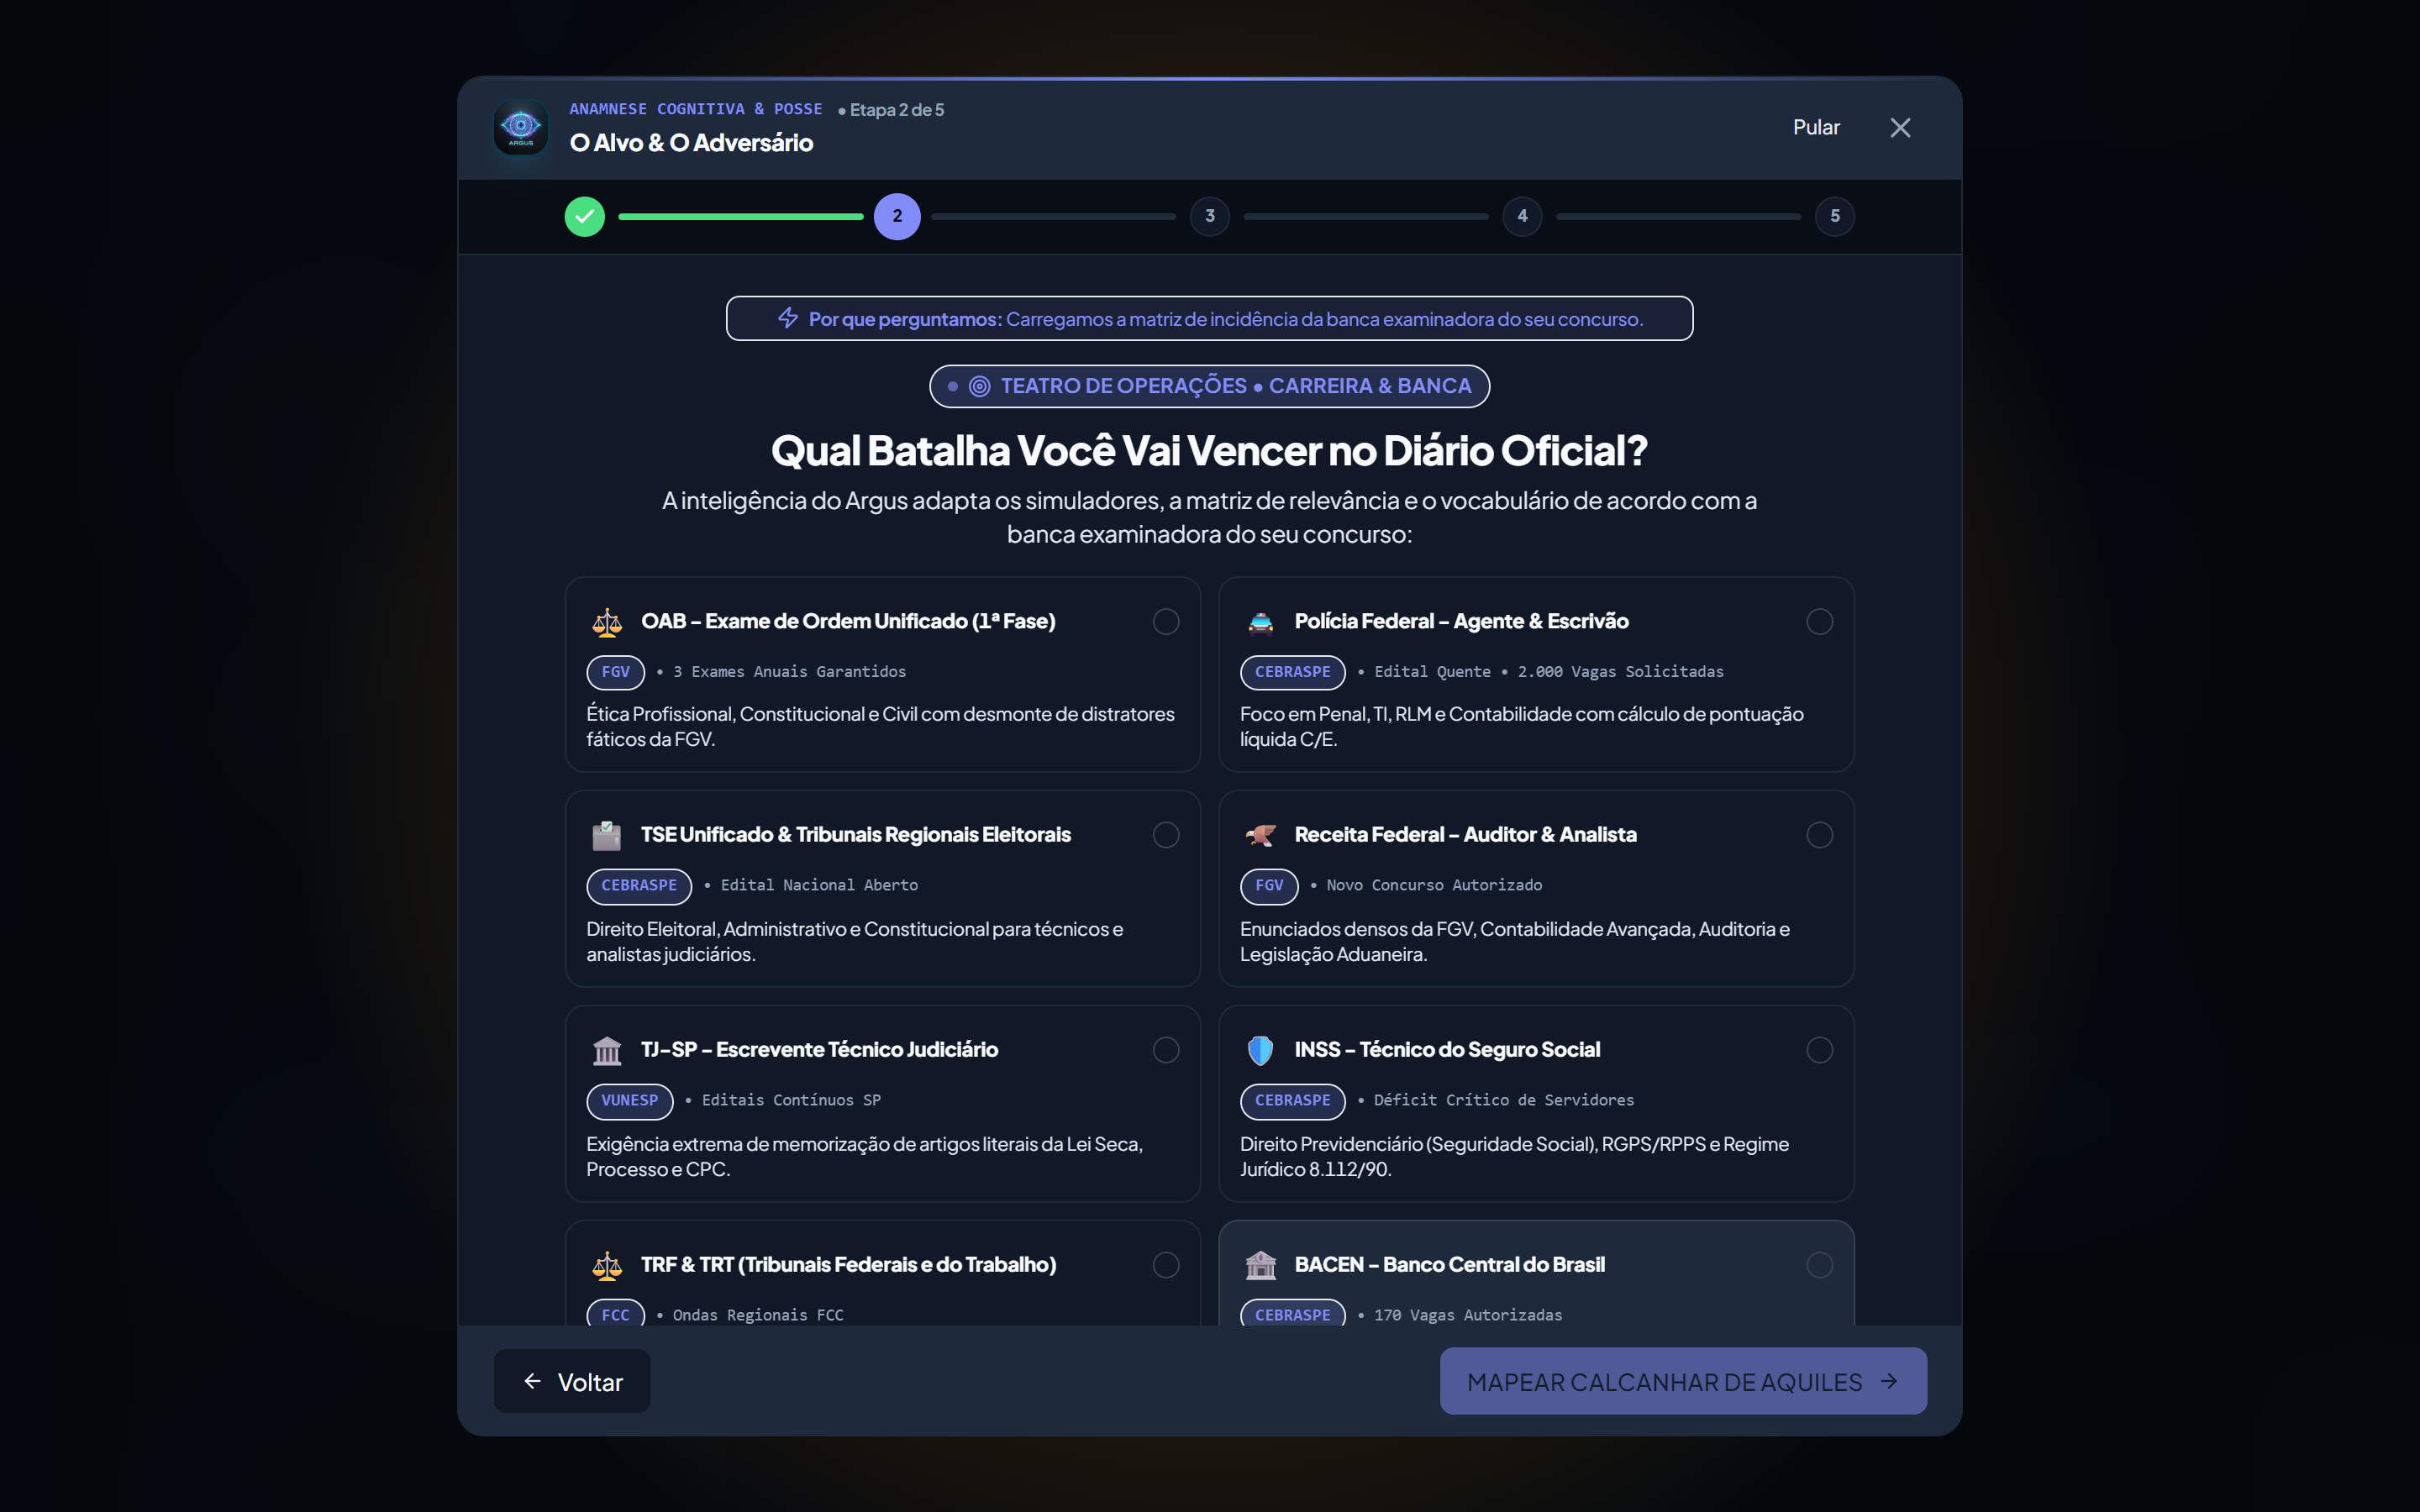 ARGUS
ANAMNESE COGNITIVA & POSSE • Etapa 2 de 5
O Alvo & O Adversário
Pular
2
3
4
5
Por que perguntamos: Carregamos a matriz de incidência da banca examinadora do seu concurso.
TEATRO DE OPERAÇÕES • CARREIRA & BANCA
Qual Batalha Você Vai Vencer no Diário Oficial?
A inteligência do Argus adapta os simuladores, a matriz de relevância e o vocabulário de acordo com a
banca examinadora do seu concurso:
OAB – Exame de Ordem Unificado (1ª Fase)
FGV • 3 Exames Anuais Garantidos
Ética Profissional, Constitucional e Civil com desmonte de distratores
fáticos da FGV.
Polícia Federal – Agente & Escrivão
CEBRASPE • Edital Quente • 2.000 Vagas Solicitadas
Foco em Penal, TI, RLM e Contabilidade com cálculo de pontuação
líquida C/E.
TSE Unificado & Tribunais Regionais Eleitorais
CEBRASPE • Edital Nacional Aberto
Direito Eleitoral, Administrativo e Constitucional para técnicos e
analistas judiciários.
Receita Federal – Auditor & Analista
FGV • Novo Concurso Autorizado
Enunciados densos da FGV, Contabilidade Avançada, Auditoria e
Legislação Aduaneira.
TJ-SP – Escrevente Técnico Judiciário
VUNESP • Editais Contínuos SP
Exigência extrema de memorização de artigos literais da Lei Seca,
Processo e CPC.
INSS – Técnico do Seguro Social
CEBRASPE • Déficit Crítico de Servidores
Direito Previdenciário (Seguridade Social), RGPS/RPPS e Regime
Jurídico 8.112/90.
TRF & TRT (Tribunais Federais e do Trabalho)
FCC • Ondas Regionais FCC
BACEN – Banco Central do Brasil
CEBRASPE • 170 Vagas Autorizadas
Voltar
MAPEAR CALCANHAR DE AQUILES